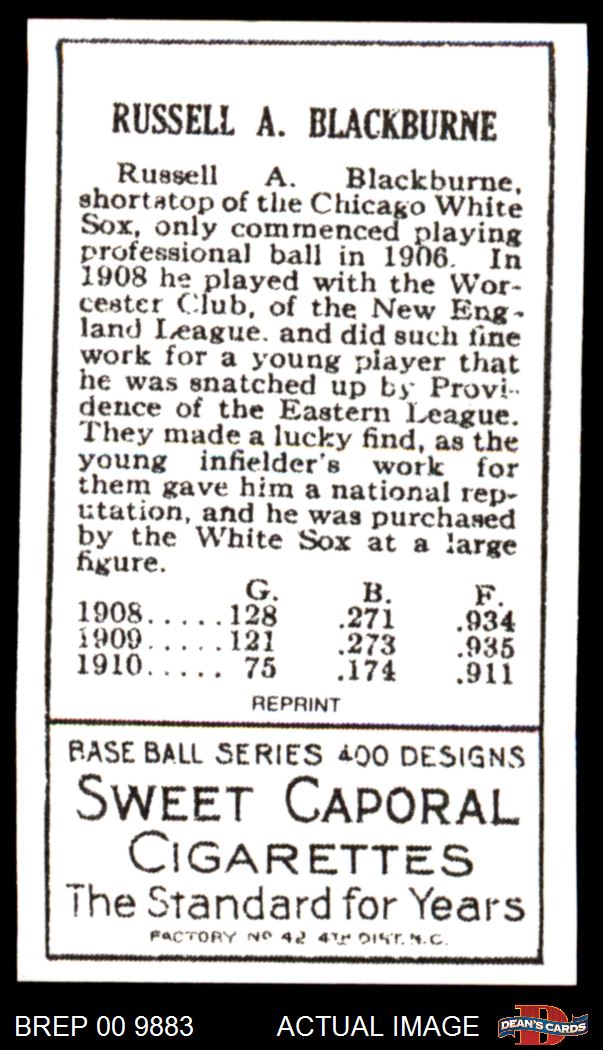 RUSSELL A. BLACKBURNE
Russell A. Blackburne,
shortstop of the Chicago White
Sox, only commenced playing
professional ball in 1906. In
1908 he played with the Wor-
cester Club, of the New Eng-
land League. and did such fine
work for a young player that
he was snatched up by Provi-
dence of the Eastern League.
They made a lucky find, as the
young infielder's work for
them gave him a national rep-
utation, and he was purchased
by the White Sox at a large
figure.
G. B. F.
1908.....128 .271 .934
1909.....121 .273 .935
1910..... 75 .174 .911
REPRINT
BASE BALL SERIES 400 DESIGNS
SWEET CAPORAL
CIGARETTES
The Standard for Years
FACTORY No 42 4TH DIST. N.C.
BREP 00 9883 ACTUAL IMAGE DEAN'S CARDS